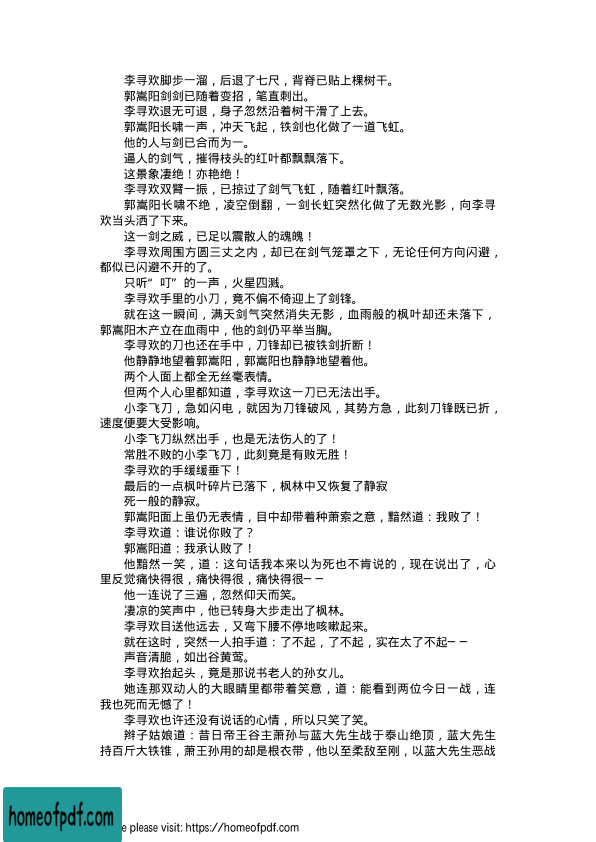 李寻欢脚步一溜，后退了七尺，背脊已贴上棵树干。
郭嵩阳剑剑已随着变招，笔直刺出。
李寻欢退无可退，身子忽然沿着树干滑了上去。
郭嵩阳长啸一声，冲天飞起，铁剑也化做了一道飞虹。
他的人与剑已合而为一。
逼人的剑气，摧得枝头的红叶都飘飘落下。
这景象凄绝！亦艳绝！
李寻欢双臂一振，已掠过了剑气飞虹，随着红叶飘落。
郭嵩阳长啸不绝，凌空倒翻，一剑长虹突然化做了无数光影，向李寻
欢当头洒了下来。
这一剑之威，已足以震散人的魂魄！
李寻欢周围方圆三丈之内，却已在剑气笼罩之下，无论任何方向闪避，
都似已闪避不开的了。
只听“叮”的一声，火星四溅。
李寻欢手里的小刀，竟不偏不倚迎上了剑锋。
就在这一瞬间，满天剑气突然消失无影，血雨般的枫叶却还未落下，
郭嵩阳木产立在血雨中，他的剑仍平举当胸。
李寻欢的刀也还在手中，刀锋却已被铁剑折断！
他静静地望着郭嵩阳，郭嵩阳也静静地望着他。
两个人面上都全无丝毫表情。
但两个人心里都知道，李寻欢这一刀已无法出手。
小李飞刀，急如闪电，就因为刀锋破风，其势方急，此刻刀锋既已折，
速度便要大受影响。
小李飞刀纵然出手，也是无法伤人的了！
常胜不败的小李飞刀，此刻竟是有败无胜！
李寻欢的手缓缓垂下！
最后的一点枫叶碎片已落下，枫林中又恢复了静寂
死一般的静寂。
郭嵩阳面上虽仍无表情，目中却带着种萧索之意，黯然道：我败了！
李寻欢道：谁说你败了？
郭嵩阳道：我承认败了！
他黯然一笑，道：这句话我本来以为死也不肯说的，现在说出了，心
里反觉痛快得很，痛快得很，痛快得很——
他一连说了三遍，忽然仰天而笑。
凄凉的笑声中，他已转身大步走出了枫林。
李寻欢目送他远去，又弯下腰不停地咳嗽起来。
就在这时，突然一人拍手道：了不起，了不起，实在太了不起——
声音清脆，如出谷黄莺。
李寻欢抬起头，竟是那说书老人的孙女儿。
她连那双动人的大眼睛里都带着笑意，道：能看到两位今日一战，连
我也死而无憾了！
李寻欢也许还没有说话的心情，所以只笑了笑。
辫子姑娘道：昔日帝王谷主萧孙与蓝大先生战于泰山绝顶，蓝大先生
持百斤大铁锥，萧王孙用的却是根衣带，他以至柔敌至刚，以蓝大先生恶战
homeofpdf.com
e please visit: https://homeofpdf.com